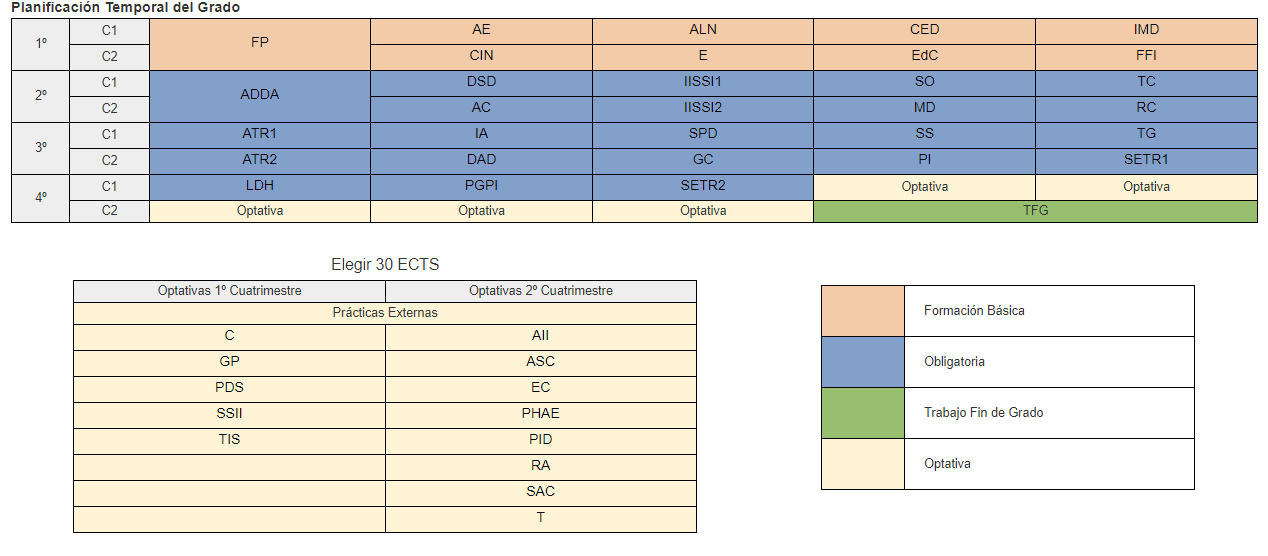 Planificación Temporal del Grado
1º C1 FP AE ALN CED IMD
C2 CIN E EdC FFI
2º C1 ADDA DSD IISSI1 SO TC
C2 AC IISSI2 MD RC
3º C1 ATR1 IA SPD SS TG
C2 ATR2 DAD GC PI SETR1
4º C1 LDH PGPI SETR2 Optativa Optativa
C2 Optativa Optativa Optativa TFG
Elegir 30 ECTS
Optativas 1º Cuatrimestre Optativas 2º Cuatrimestre
Prácticas Externas
C AII
GP ASC
PDS EC
SSII PHAE
TIS PID
RA
SAC
T
Formación Básica
Obligatoria
Trabajo Fin de Grado
Optativa